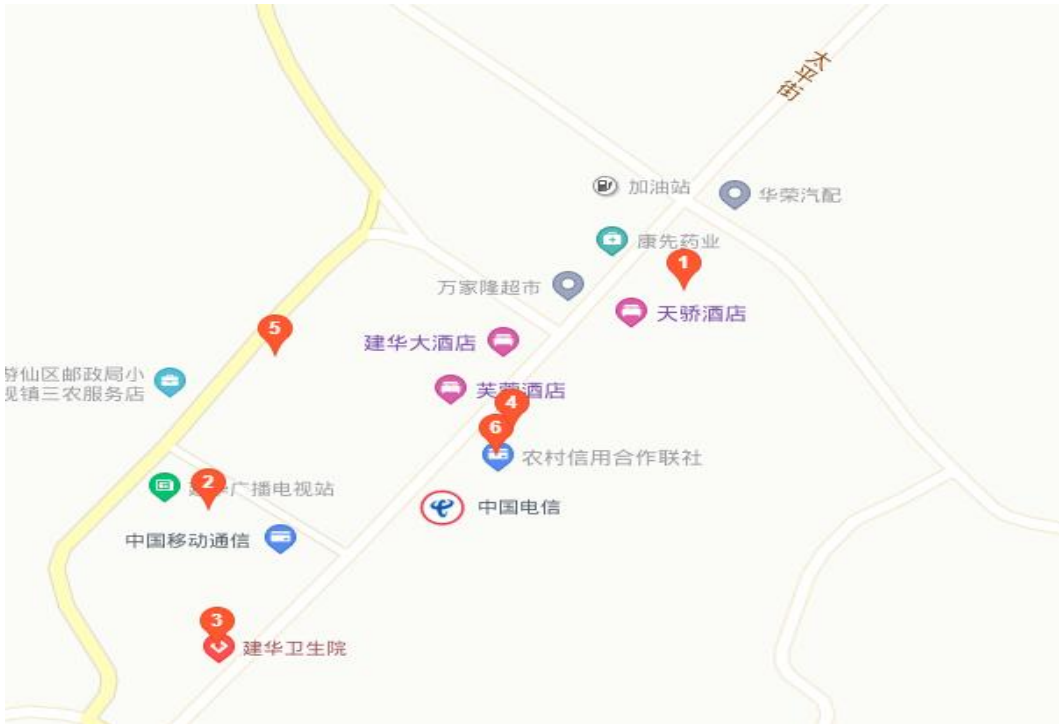 太平街
加油站
华荣汽配
康先药业
1
万家隆超市
天骄酒店
5
建华大酒店
游仙区邮政局小
视镇三农服务店
芙蓉酒店
4
6
农村信用合作联社
2
广播电视站
中国电信
中国移动通信
3
建华卫生院